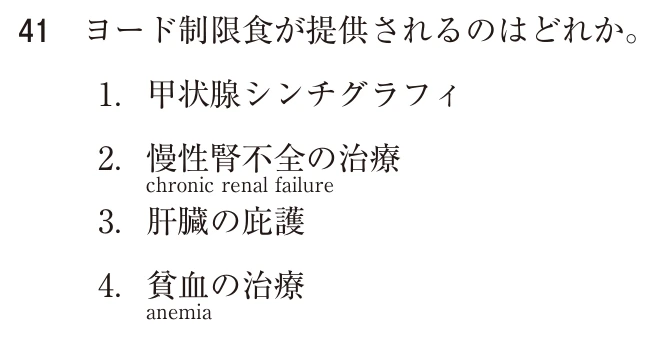 41 ヨード制限食が提供されるのはどれか。
1. 甲状腺シンチグラフィ
2. 慢性腎不全の治療
chronic renal failure
3. 肝臓の庇護
4. 貧血の治療
anemia